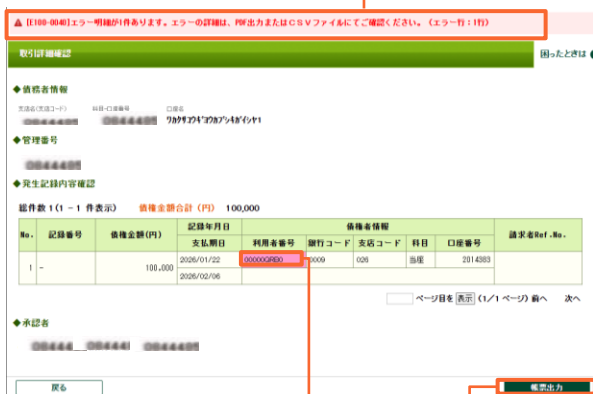 [E100-0040]エラー明細が1件あります。エラーの詳細は、PDF出力またはCSVファイルにてご確認ください。（エラー行：1行）
取引詳細確認
困ったときは
◆債務者情報
支店名(支店コード) 科目-口座番号 口座名
ワカクサコウギヨウカブシキガイシヤ1
◆管理番号
◆発生記録内容確認
総件数 1(1 - 1 件表示) 債権金額合計（円） 100,000
No. 記録番号 債権金額(円) 記録年月日 債権者情報 請求者Ref.No.
支払期日 利用者番号 銀行コード 支店コード 科目 口座番号
1 - 100,000 2026/01/22 00000GRB0 0009 026 当座 2014383
2026/02/06
ページ目を 表示 (1/1 ページ) 前へ 次へ
◆承認者
戻る 帳票出力